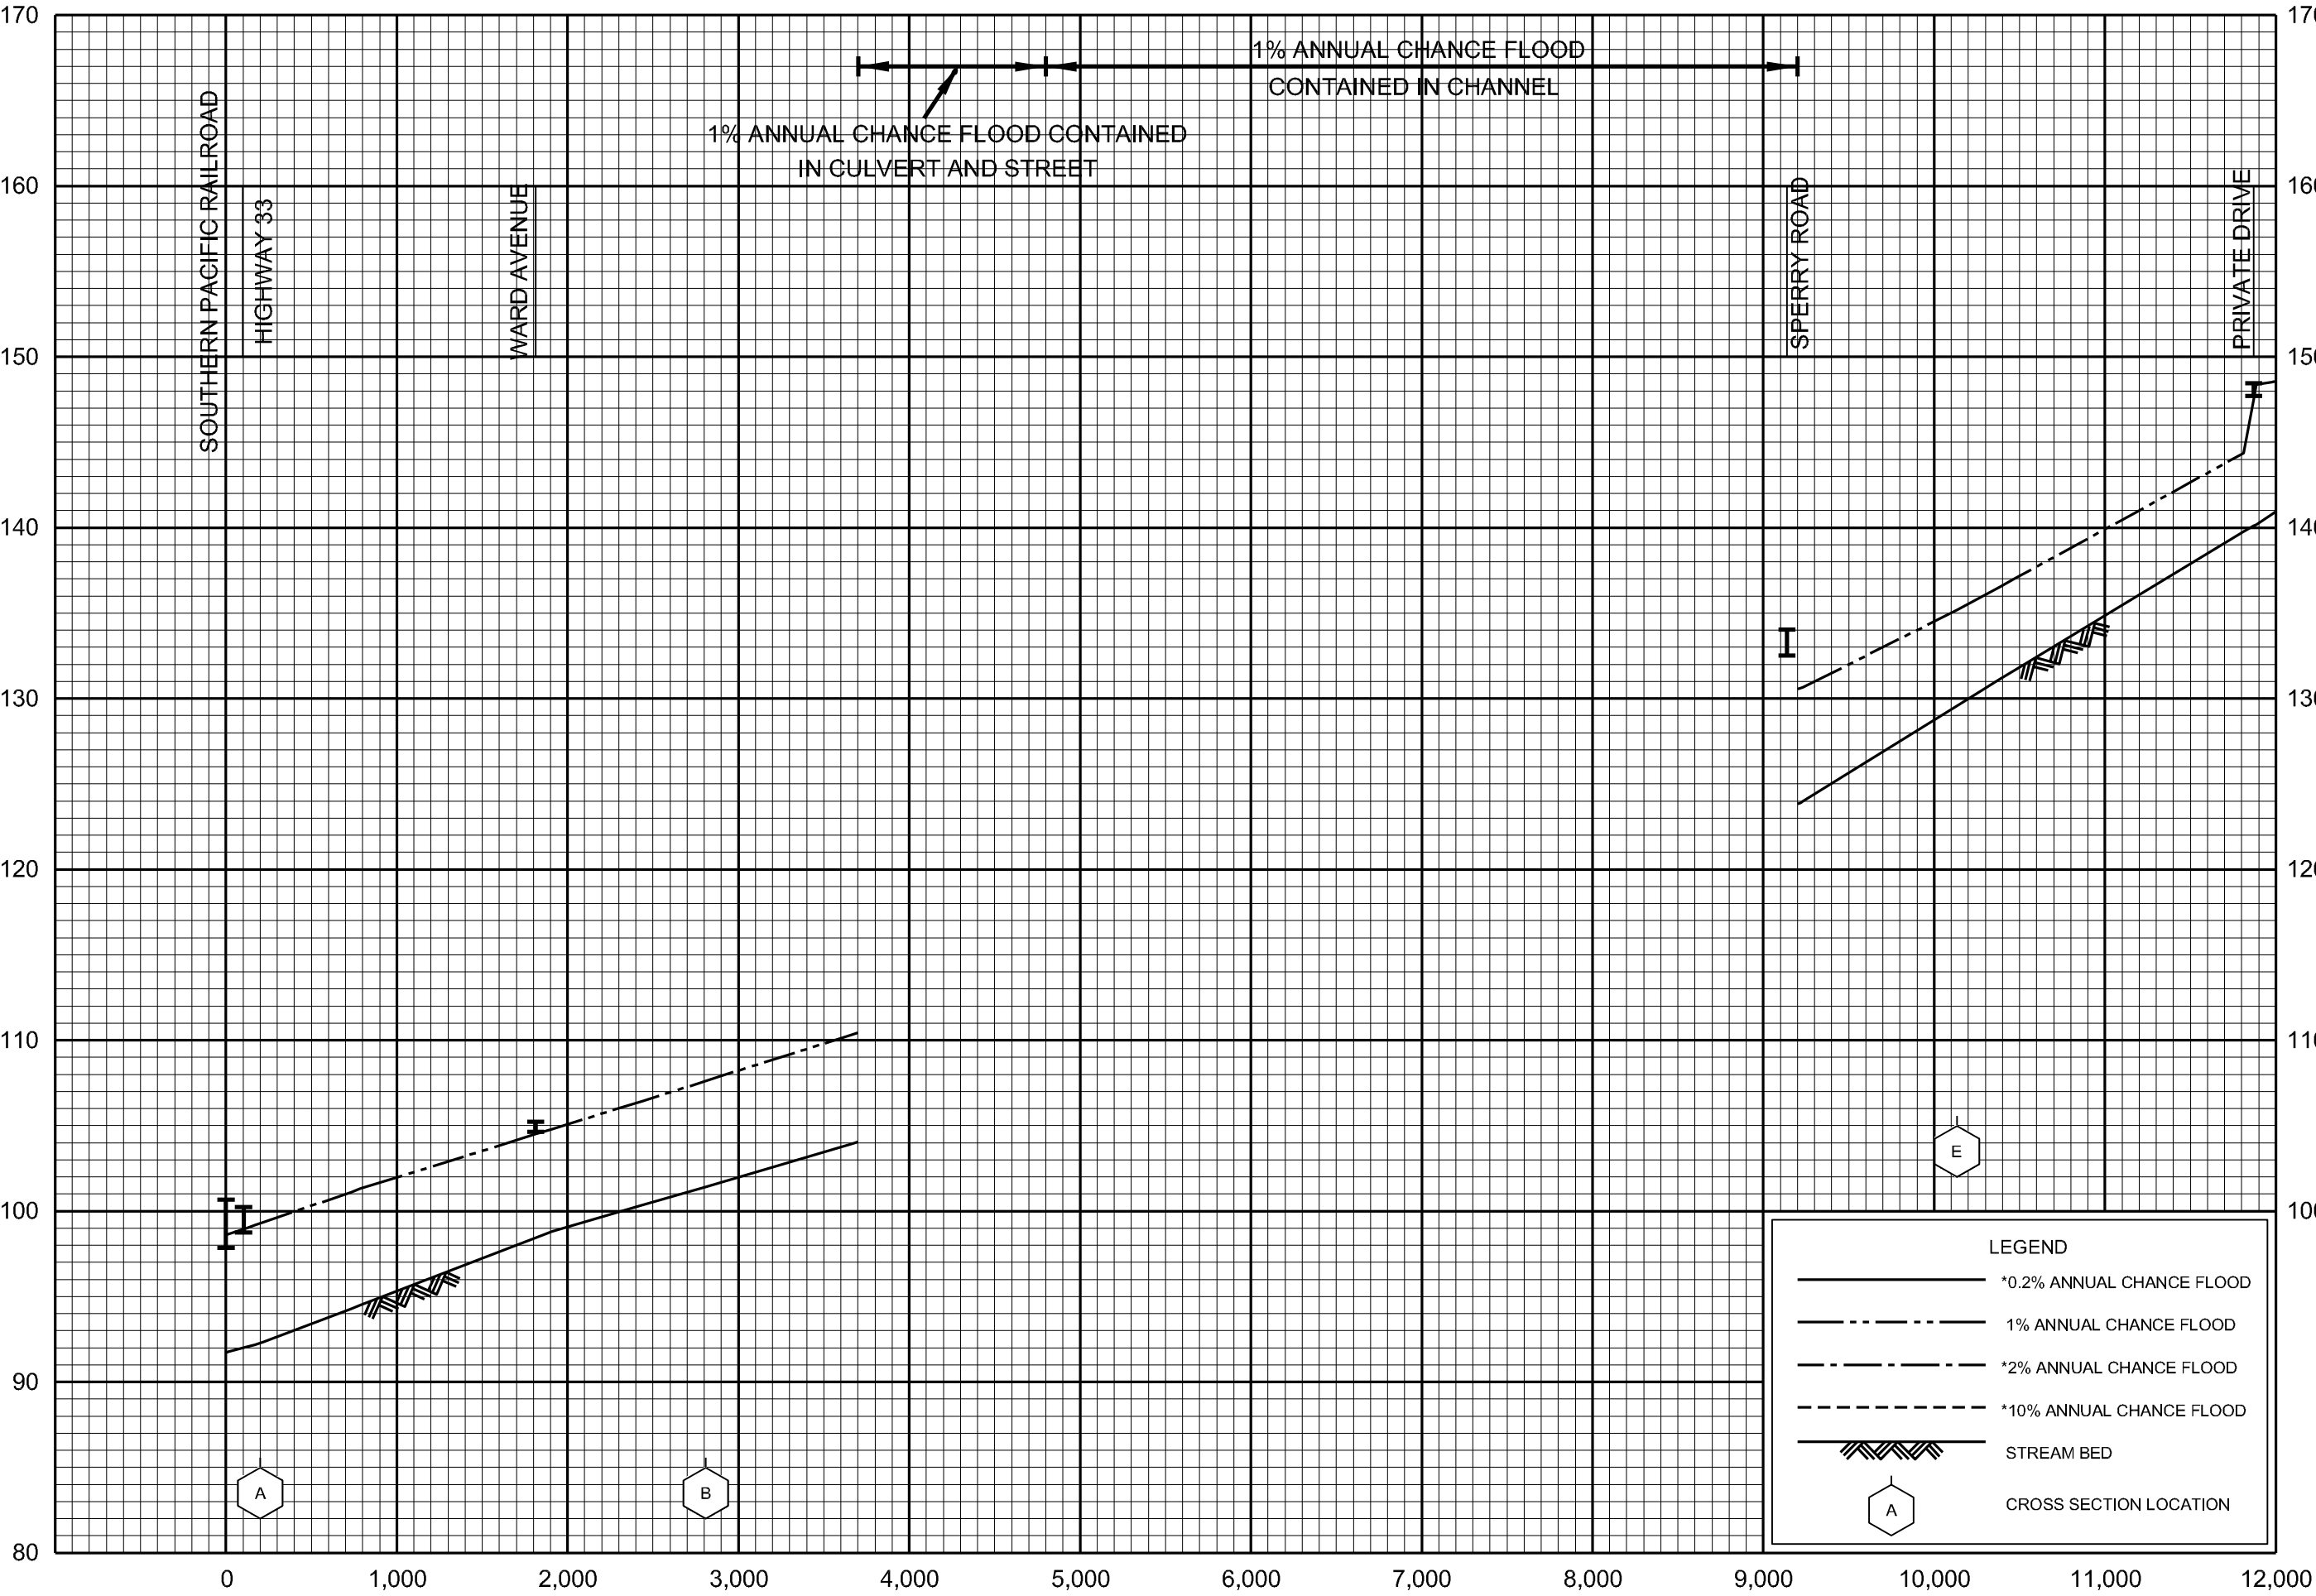 170
160
150
140
130
120
110
100
90
80
1% ANNUAL CHANCE FLOOD
CONTAINED IN CHANNEL
1% ANNUAL CHANCE FLOOD CONTAINED
IN CULVERT AND STREET
SOUTHERN PACIFIC RAILROAD
HIGHWAY 33
WARD AVENUE
SPERRY ROAD
PRIVATE DRIVE
A
B
E
LEGEND
*0.2% ANNUAL CHANCE FLOOD
1% ANNUAL CHANCE FLOOD
*2% ANNUAL CHANCE FLOOD
*10% ANNUAL CHANCE FLOOD
STREAM BED
A
CROSS SECTION LOCATION
0 1,000 2,000 3,000 4,000 5,000 6,000 7,000 8,000 9,000 10,000 11,000 12,000